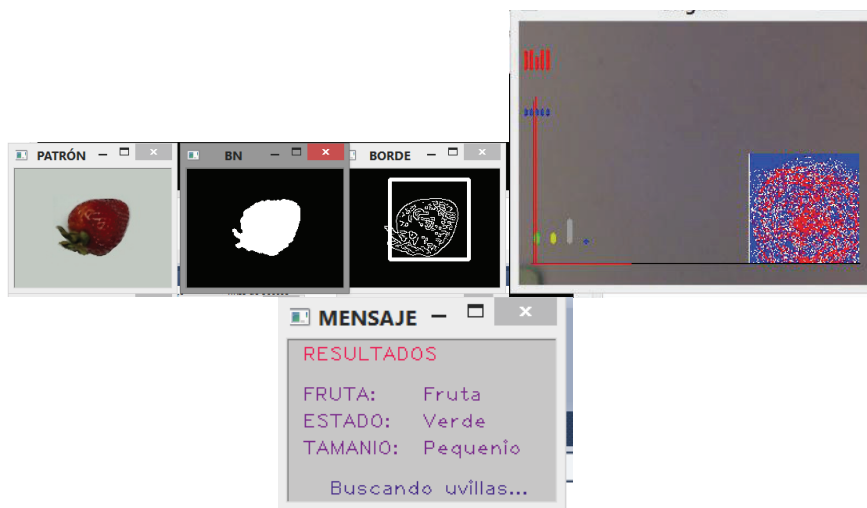 PATRÓN
BN
BORDE
MENSAJE
RESULTADOS
FRUTA: Fruta
ESTADO: Verde
TAMANIO: Pequenio
Buscando uvillas...